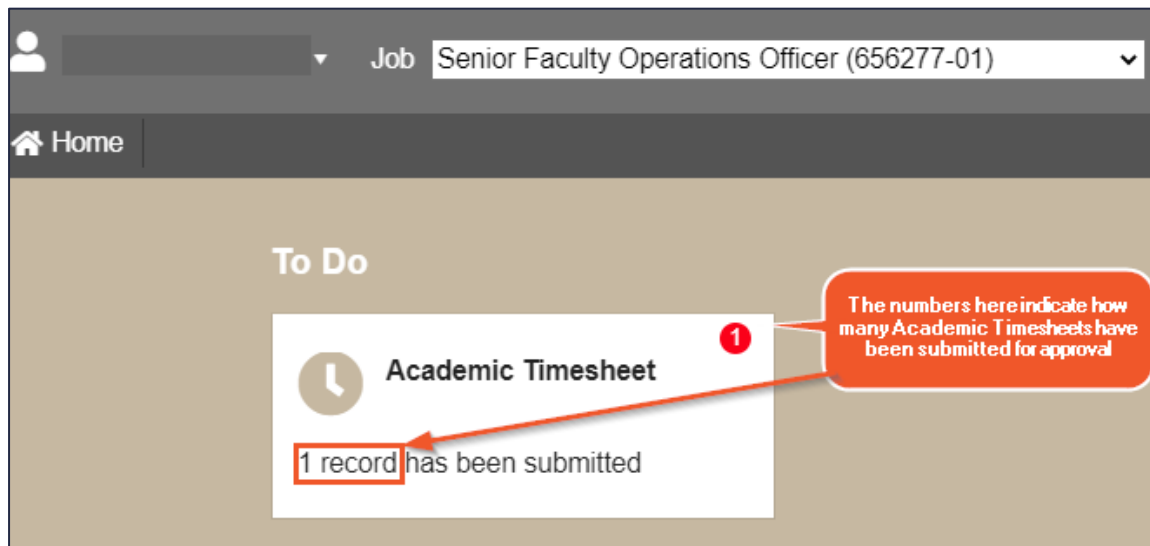 Job Senior Faculty Operations Officer (656277-01)
Home
To Do
1
Academic Timesheet
1 record has been submitted
The numbers here indicate how
many Academic Timesheets have
been submitted for approval